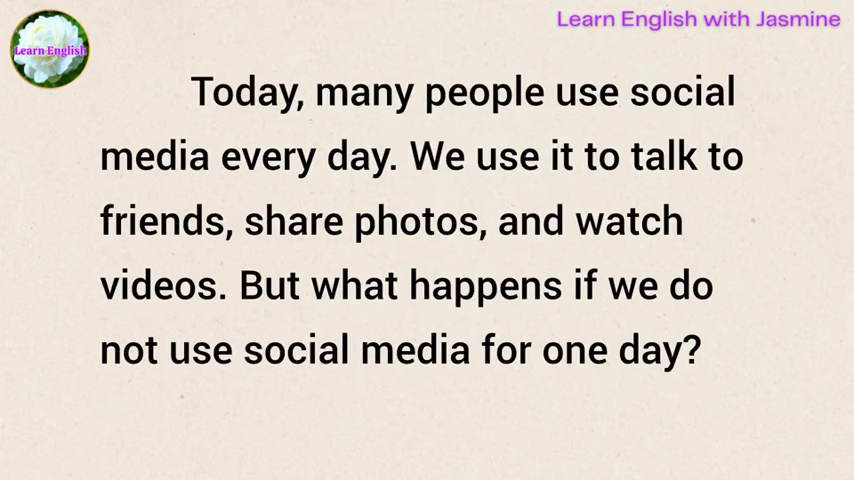 Learn English with Jasmine
Learn English
Today, many people use social
media every day. We use it to talk to
friends, share photos, and watch
videos. But what happens if we do
not use social media for one day?